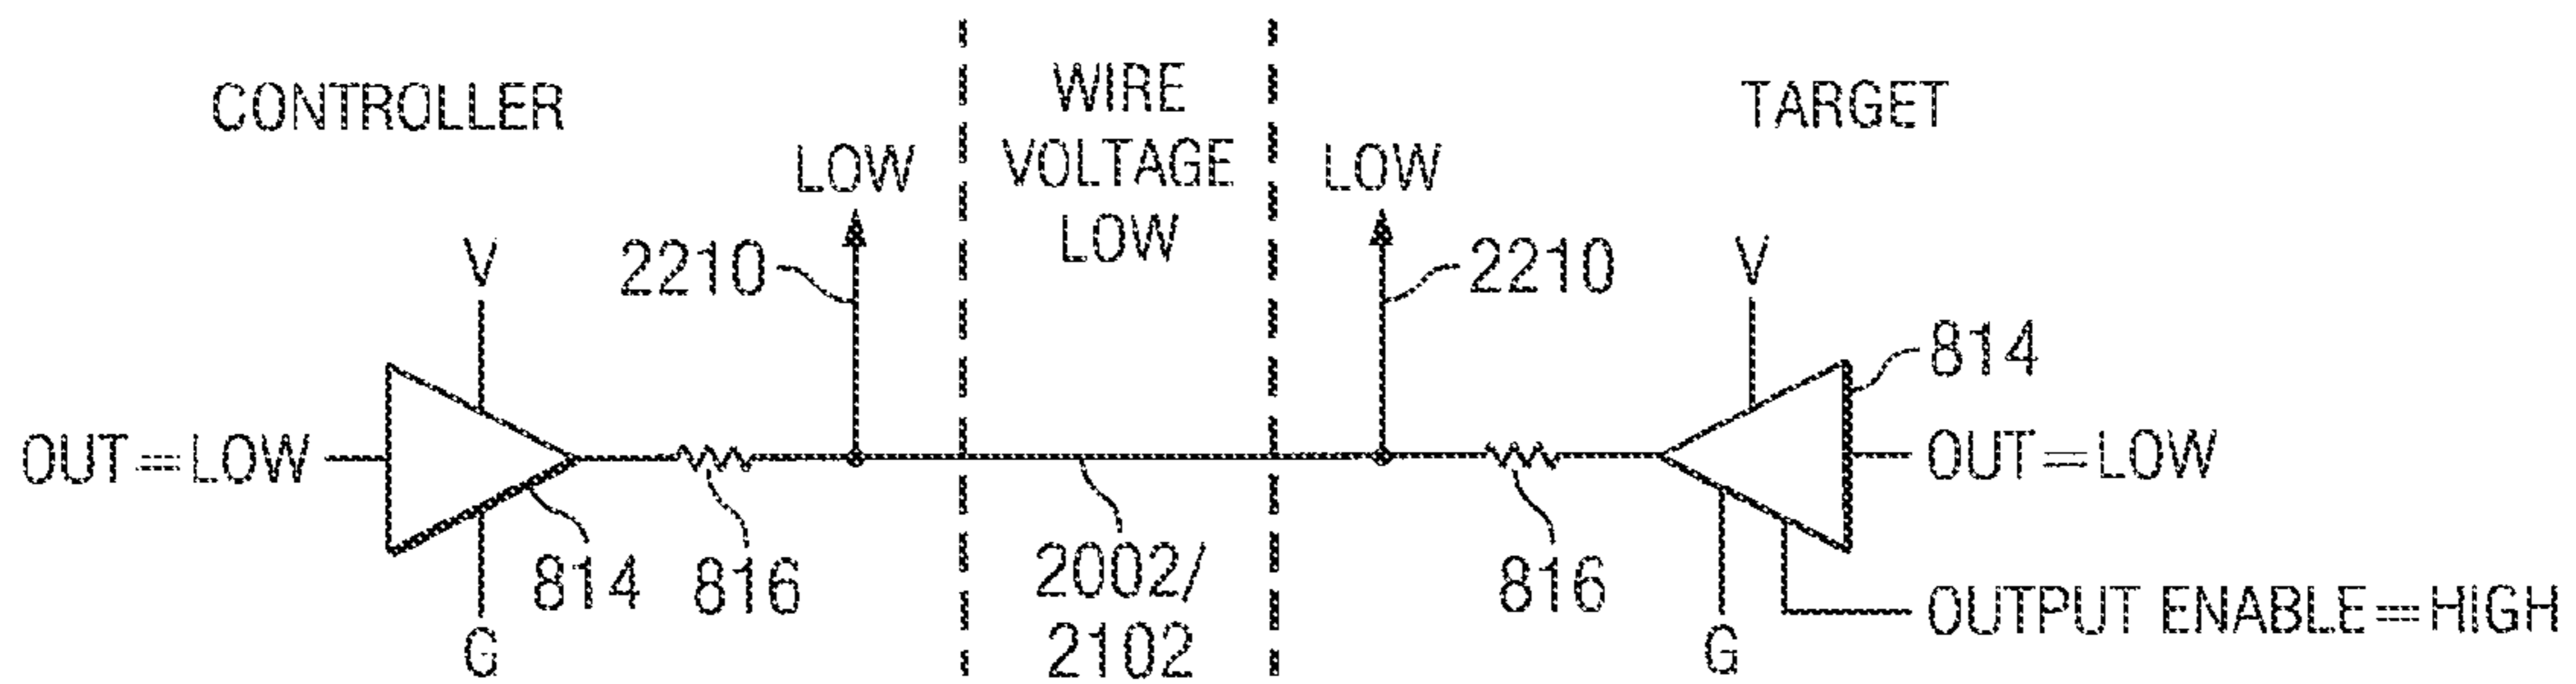 CONTROLLER
WIRE
VOLTAGE
LOW
TARGET
LOW
LOW
V
2210
2210
V
814
OUT=LOW
OUT=LOW
814
816
2002/
2102
816
OUTPUT ENABLE=HIGH
G
G